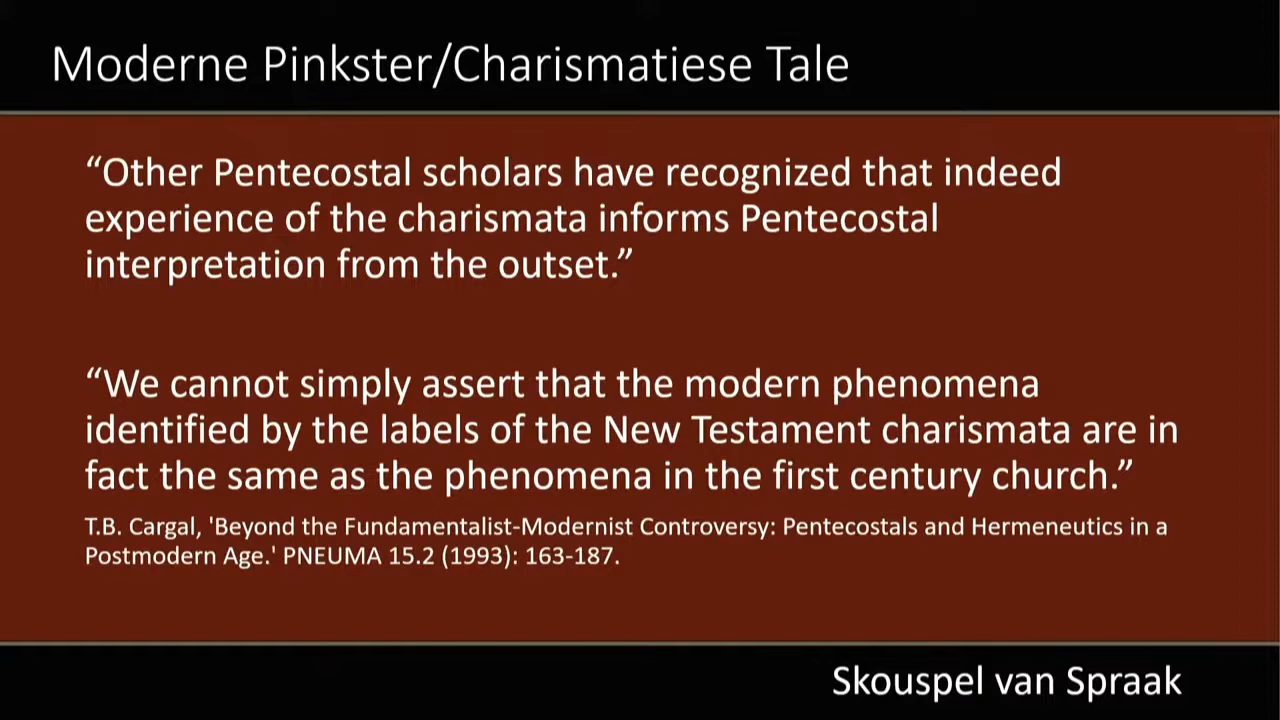 Moderne Pinkster/Charismatiese Tale
“Other Pentecostal scholars have recognized that indeed
experience of the charismata informs Pentecostal
interpretation from the outset.”
“We cannot simply assert that the modern phenomena
identified by the labels of the New Testament charismata are in
fact the same as the phenomena in the first century church.”
T.B. Cargal, 'Beyond the Fundamentalist-Modernist Controversy: Pentecostals and Hermeneutics in a
Postmodern Age.' PNEUMA 15.2 (1993): 163-187.
Skouspel van Spraak